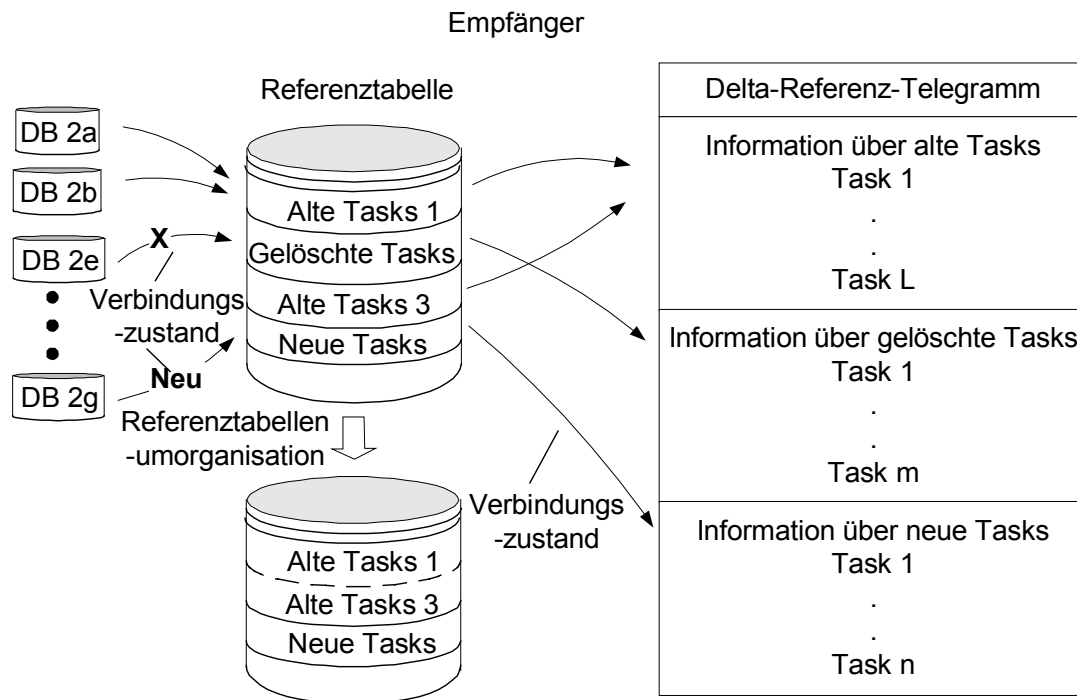 Empfänger
Referenztabelle
DB 2a
DB 2b
DB 2e
DB 2g
X
Verbindungs
-zustand
Neu
Alte Tasks 1
Gelöschte Tasks
Alte Tasks 3
Neue Tasks
Referenztabellen
-umorganisation
Alte Tasks 1
Alte Tasks 3
Neue Tasks
Verbindungs
-zustand
Delta-Referenz-Telegramm
Information über alte Tasks
Task 1
.
.
Task L
Information über gelöschte Tasks
Task 1
.
.
Task m
Information über neue Tasks
Task 1
.
.
Task n